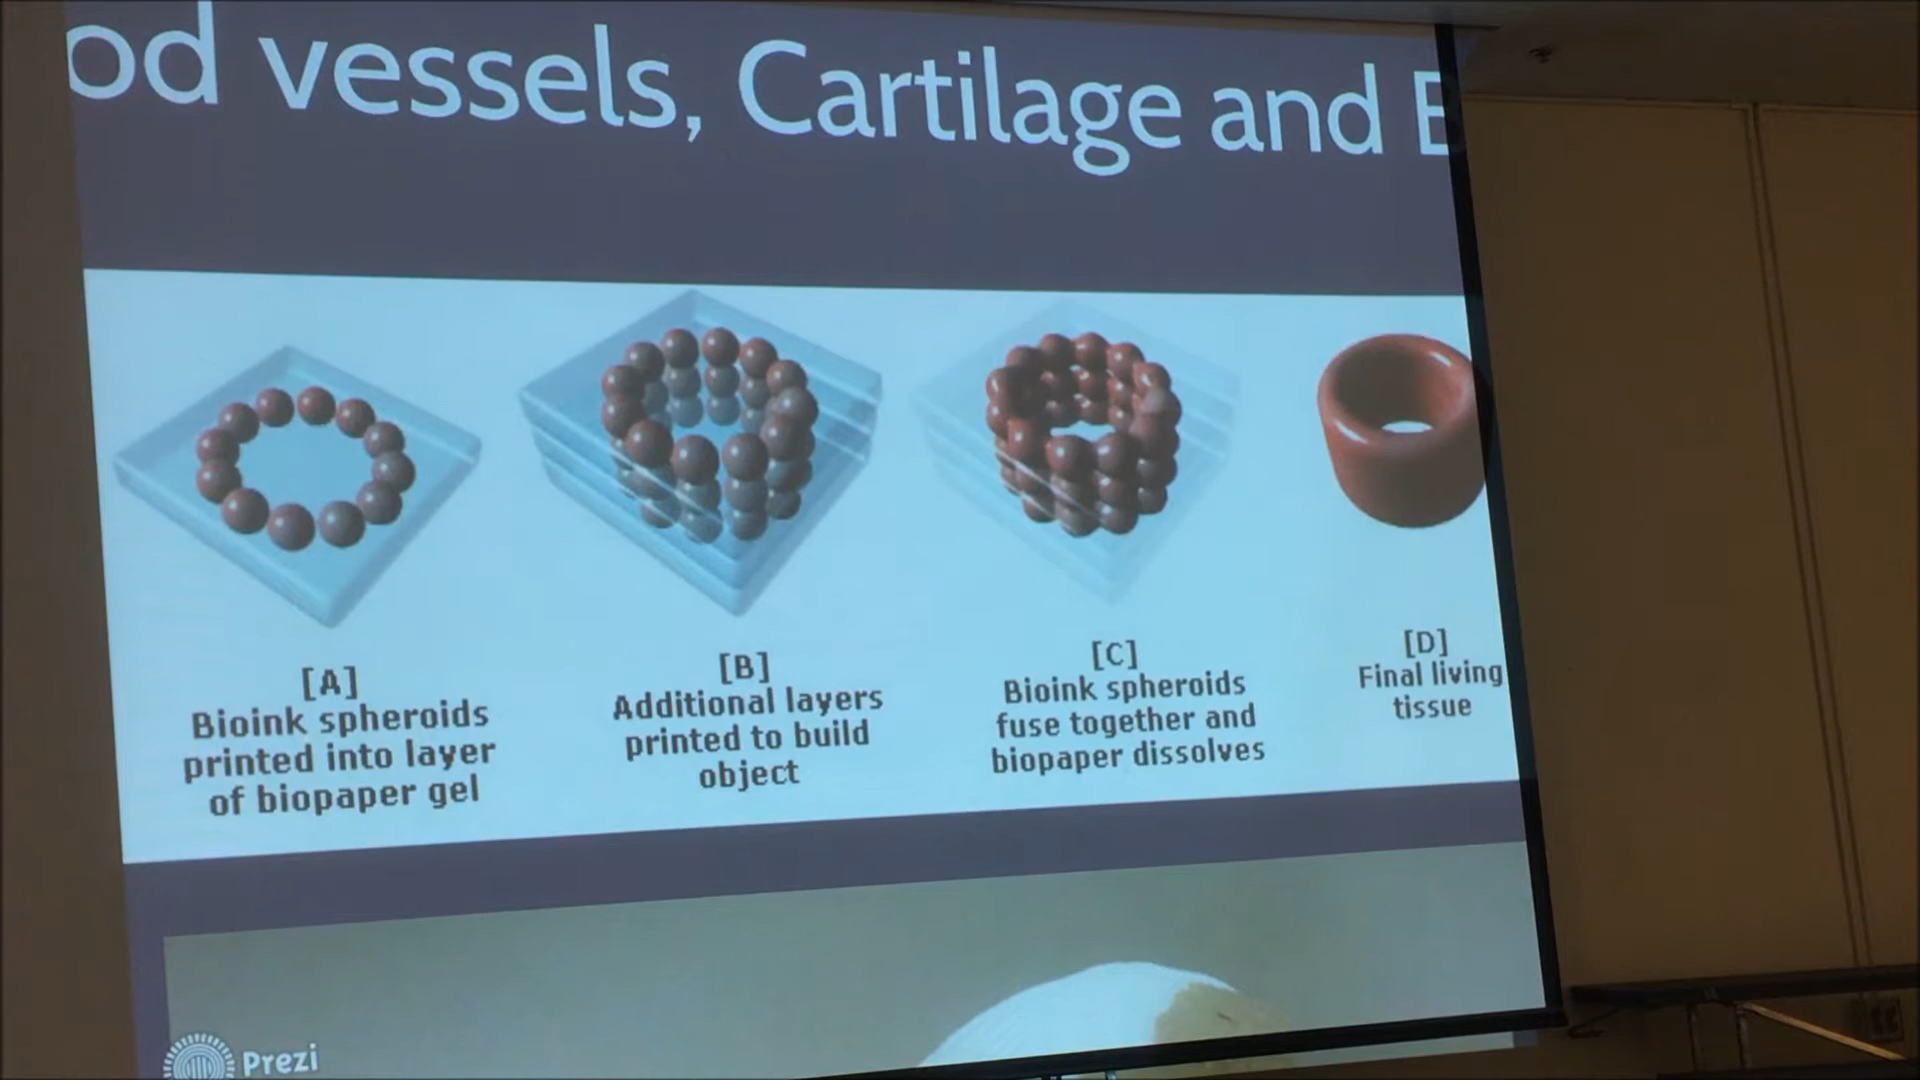 od vessels, Cartilage and B
[A]
Bioink spheroids
printed into layer
of biopaper gel
[B]
Additional layers
printed to build
object
[C]
Bioink spheroids
fuse together and
biopaper dissolves
[D]
Final living
tissue
Prezi